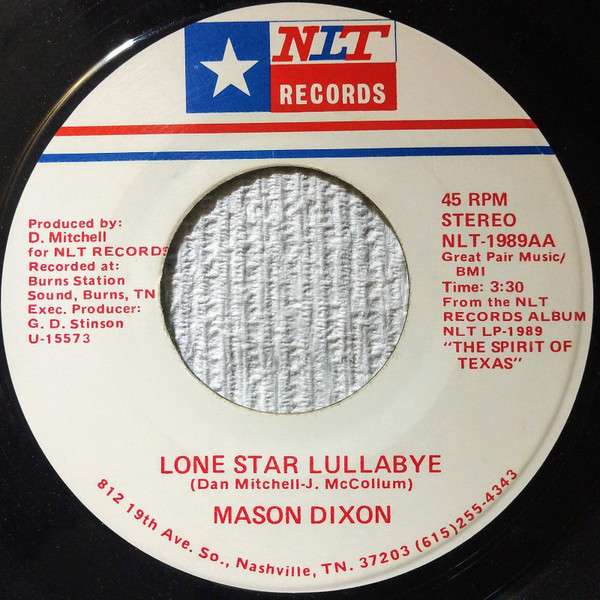 NLT
RECORDS
Produced by:
D. Mitchell
for NLT RECORDS
Recorded at:
Burns Station
Sound, Burns, TN
Exec. Producer:
G. D. Stinson
U-15573
45 RPM
STEREO
NLT-1989AA
Great Pair Music/
BMI
Time: 3:30
From the NLT
RECORDS ALBUM
NLT LP-1989
"THE SPIRIT OF
TEXAS"
LONE STAR LULLABYE
(Dan Mitchell-J. McCollum)
MASON DIXON
812 19th Ave. So., Nashville, TN. 37203 (615)255-4343